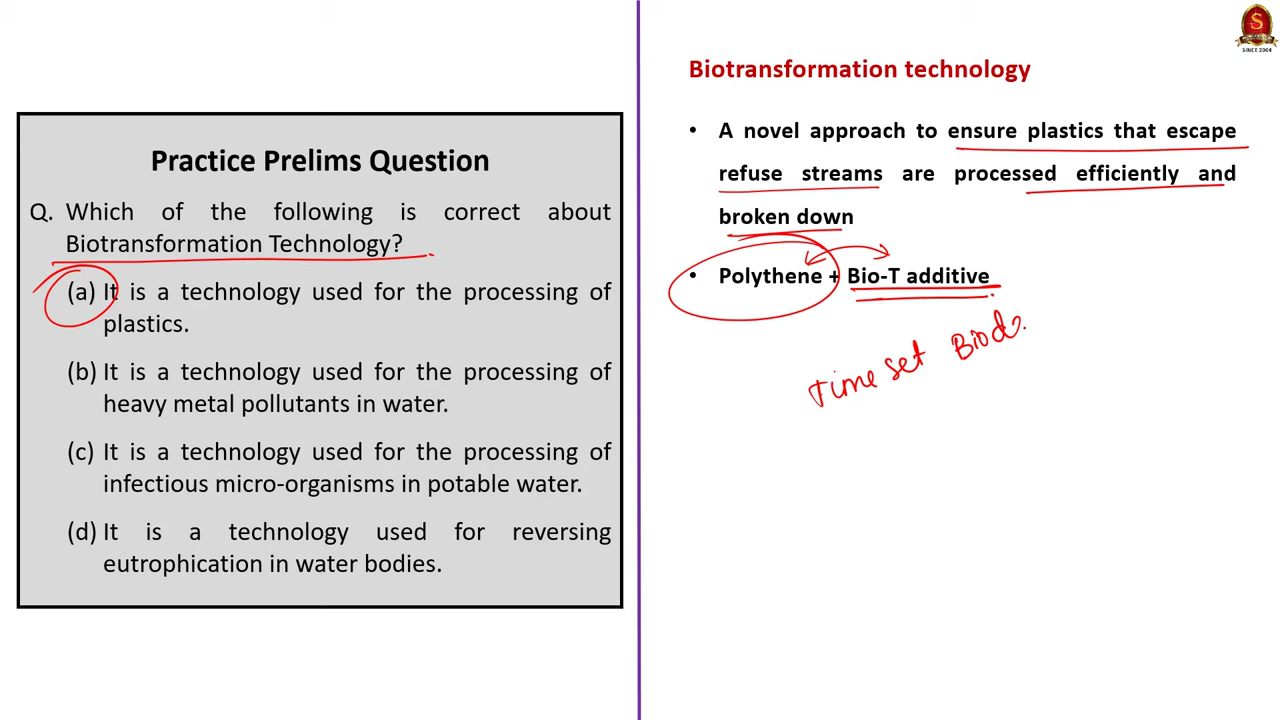 Practice Prelims Question
Q. Which of the following is correct about
Biotransformation Technology?
(a) It is a technology used for the processing of
plastics.
(b) It is a technology used for the processing of
heavy metal pollutants in water.
(c) It is a technology used for the processing of
infectious micro-organisms in potable water.
(d) It is a technology used for reversing
eutrophication in water bodies.
S
SINCE 2004
Biotransformation technology
• A novel approach to ensure plastics that escape
refuse streams are processed efficiently and
broken down
• Polythene + Bio-T additive
Time set Biod.